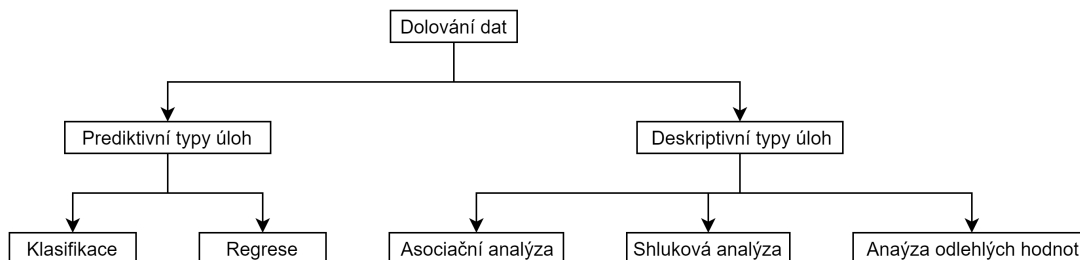 Dolování dat
Prediktivní typy úloh
Deskriptivní typy úloh
Klasifikace
Regrese
Asociační analýza
Shluková analýza
Anaýza odlehlých hodnot